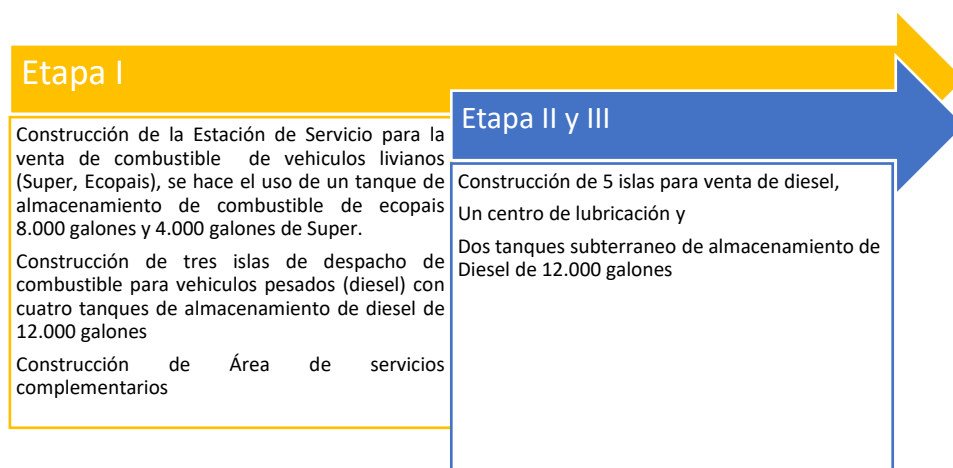 Etapa I
Construcción de la Estación de Servicio para la
venta de combustible de vehiculos livianos
(Super, Ecopais), se hace el uso de un tanque de
almacenamiento de combustible de ecopais
8.000 galones y 4.000 galones de Super.
Construcción de tres islas de despacho de
combustible para vehiculos pesados (diesel) con
cuatro tanques de almacenamiento de diesel de
12.000 galones
Construcción de Área de servicios
complementarios
Etapa II y III
Construcción de 5 islas para venta de diesel,
Un centro de lubricación y
Dos tanques subterraneo de almacenamiento de
Diesel de 12.000 galones